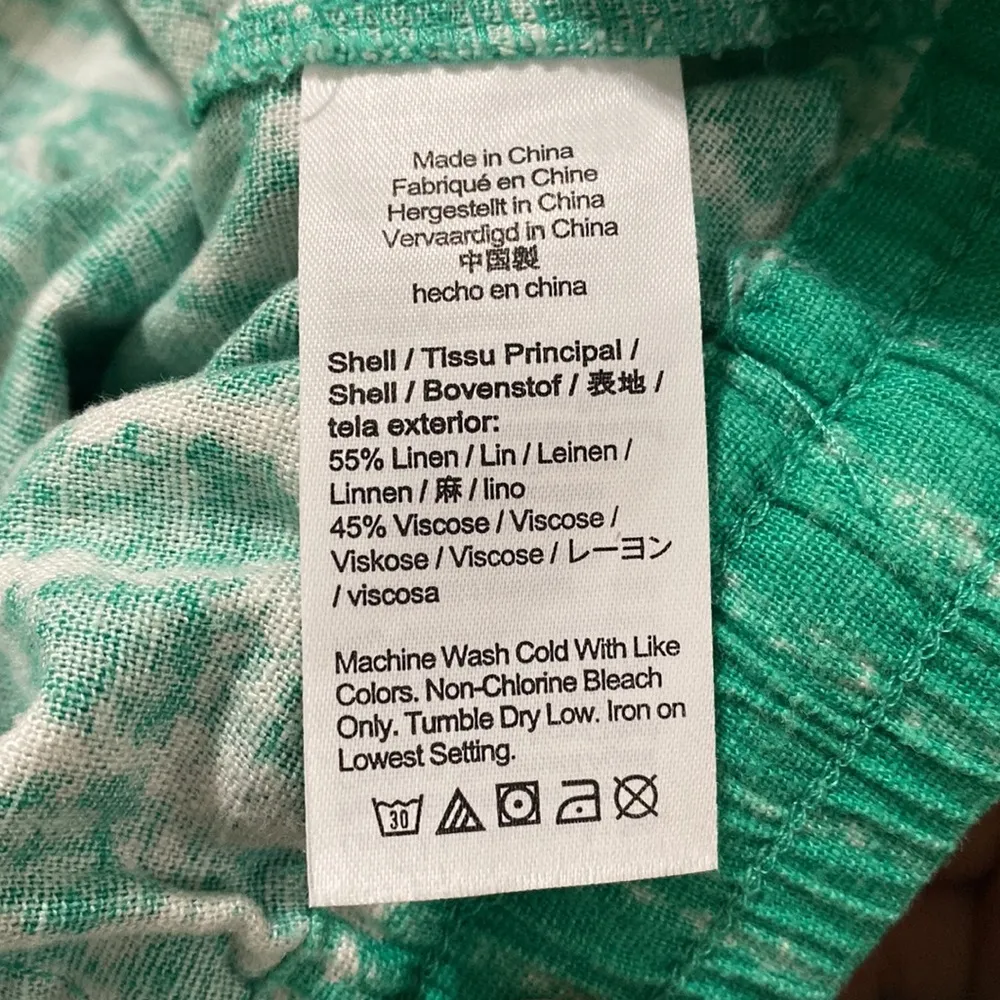 Made in China
Fabriqué en Chine
Hergestellt in China
Vervaardigd in China
中国製
hecho en china
Shell / Tissu Principal /
Shell / Bovenstof / 表地 /
tela exterior:
55% Linen / Lin / Leinen /
Linnen / 麻 / lino
45% Viscose / Viscose /
Viskose / Viscose / レーヨン
/ viscosa
Machine Wash Cold With Like
Colors. Non-Chlorine Bleach
Only. Tumble Dry Low. Iron on
Lowest Setting.
30